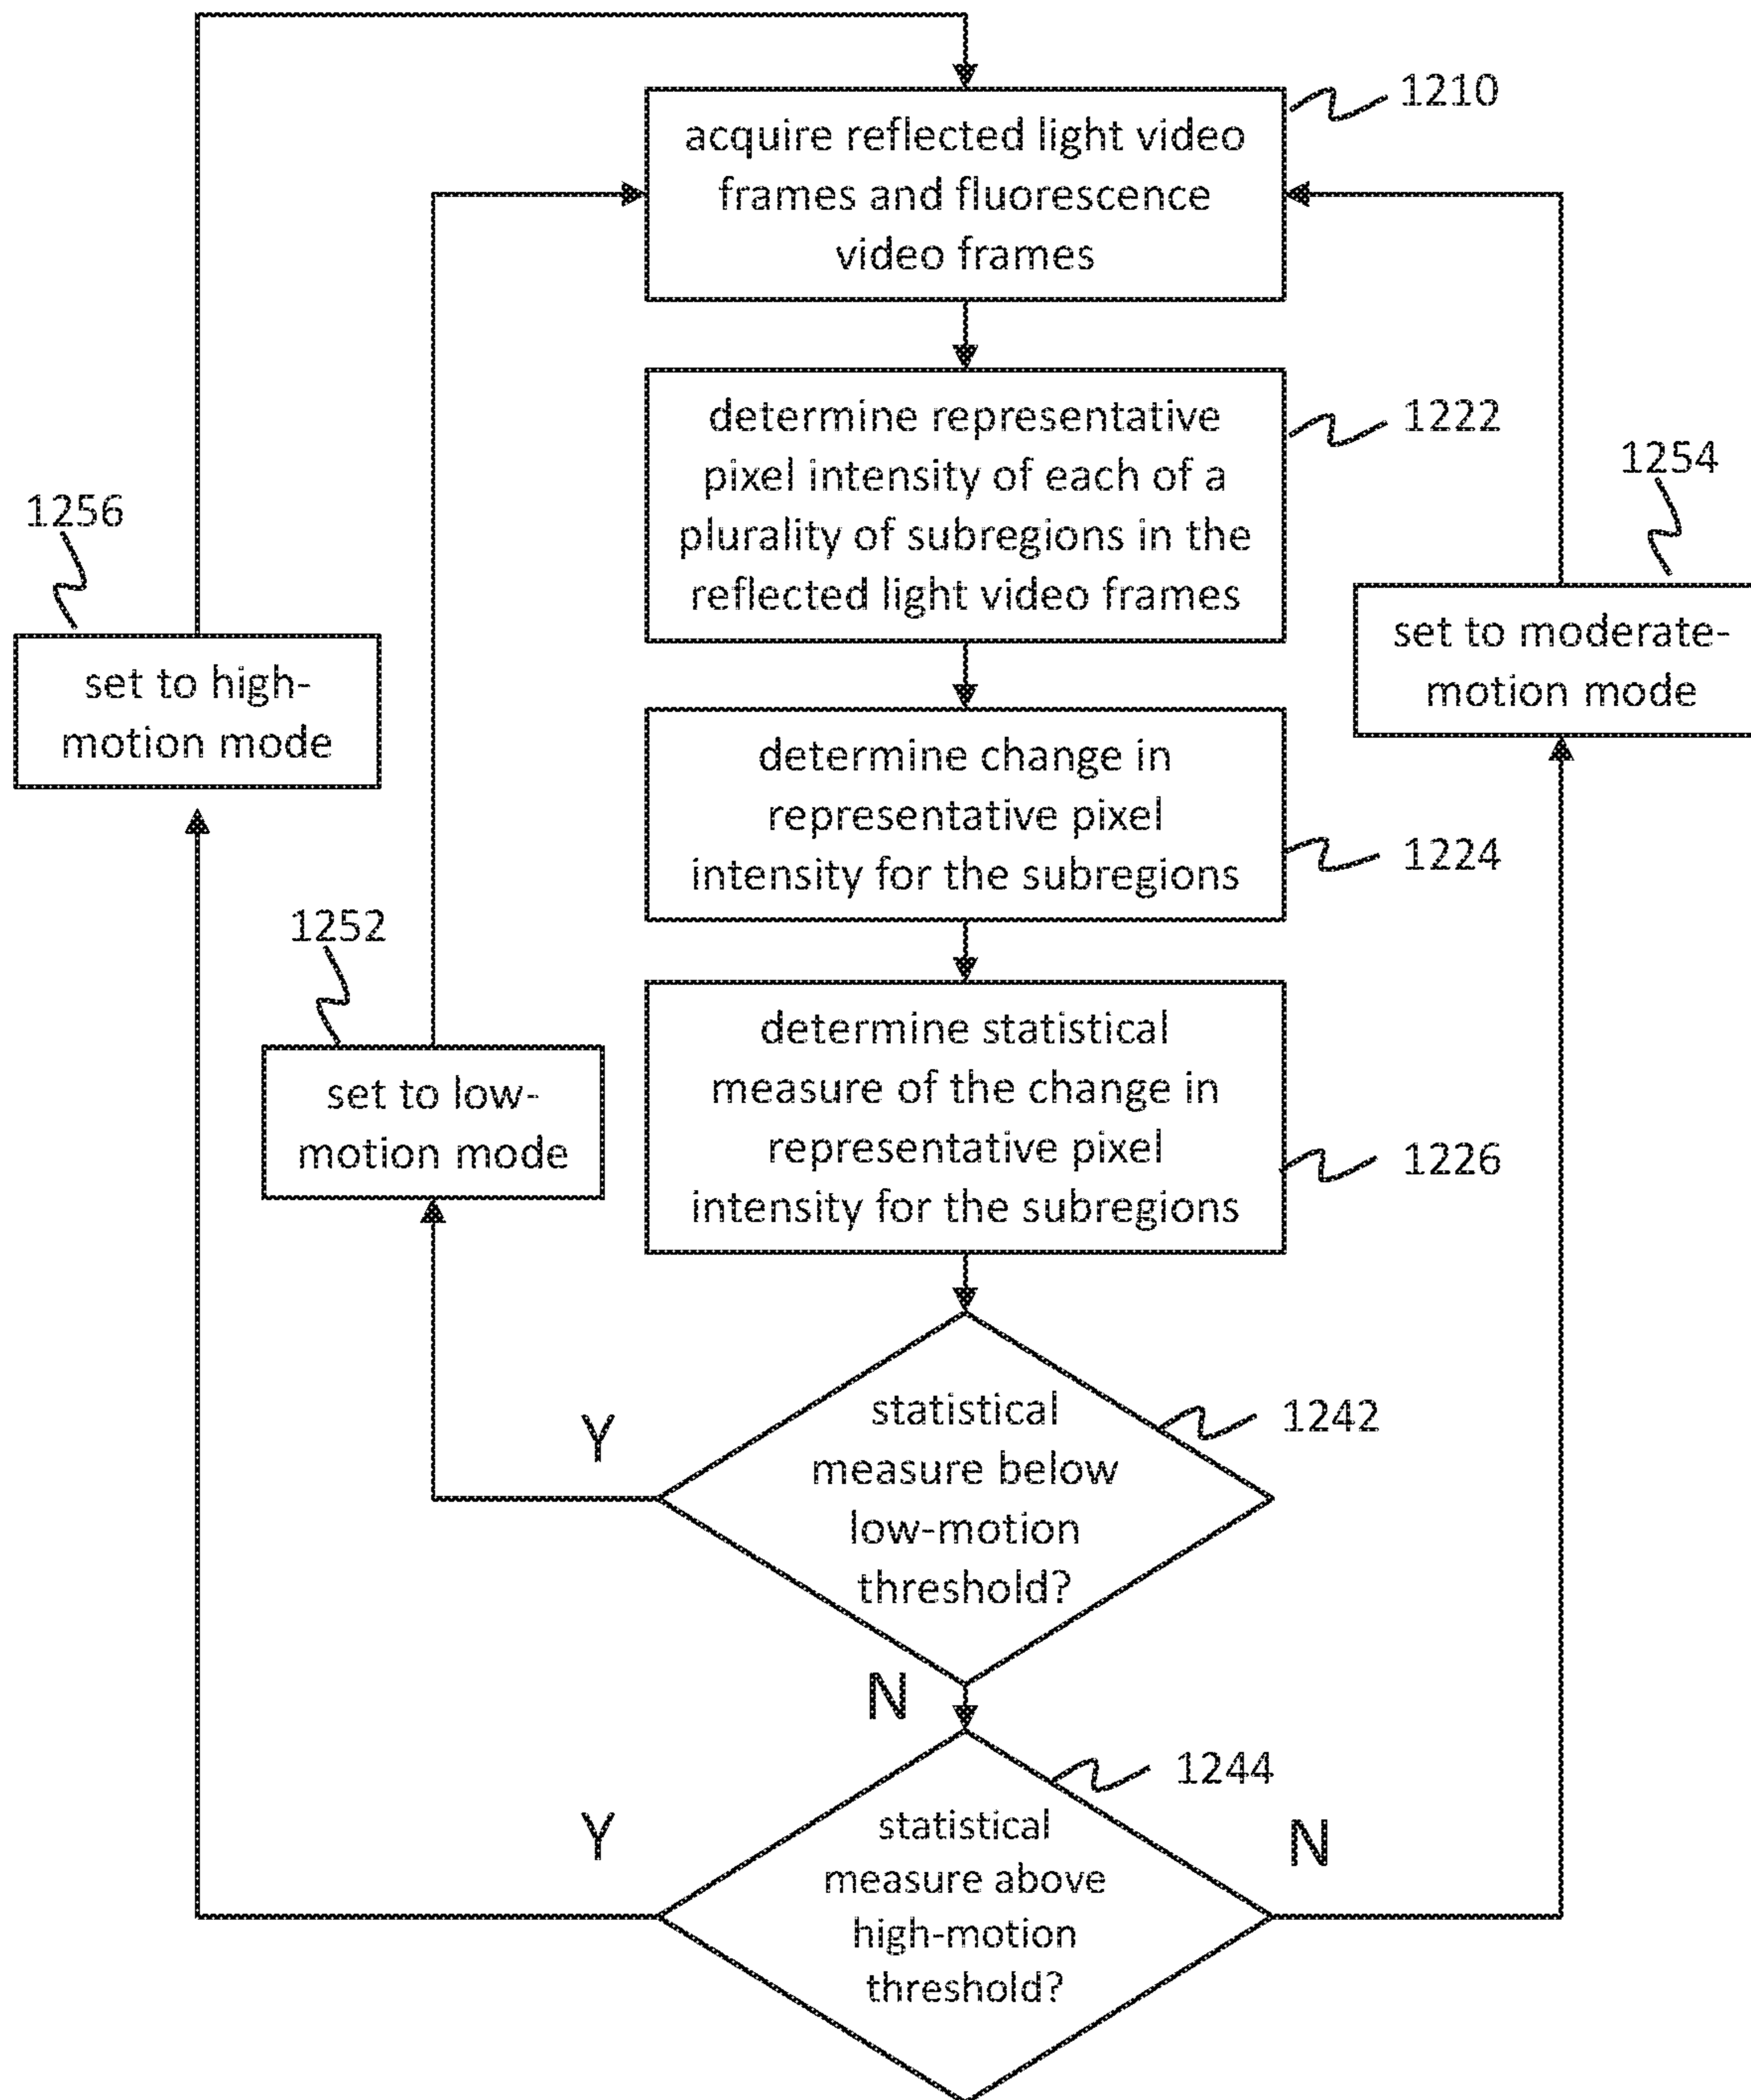 1210
acquire reflected light video
frames and fluorescence
video frames
1222
determine representative
pixel intensity of each of a
plurality of subregions in the
reflected light video frames
1254
set to moderate-
motion mode
1256
set to high-
motion mode
determine change in
representative pixel
intensity for the subregions
1224
1252
set to low-
motion mode
determine statistical
measure of the change in
representative pixel
intensity for the subregions
1226
statistical
measure below
low-motion
threshold?
1242
Y
N
1244
statistical
measure above
high-motion
threshold?
Y
N